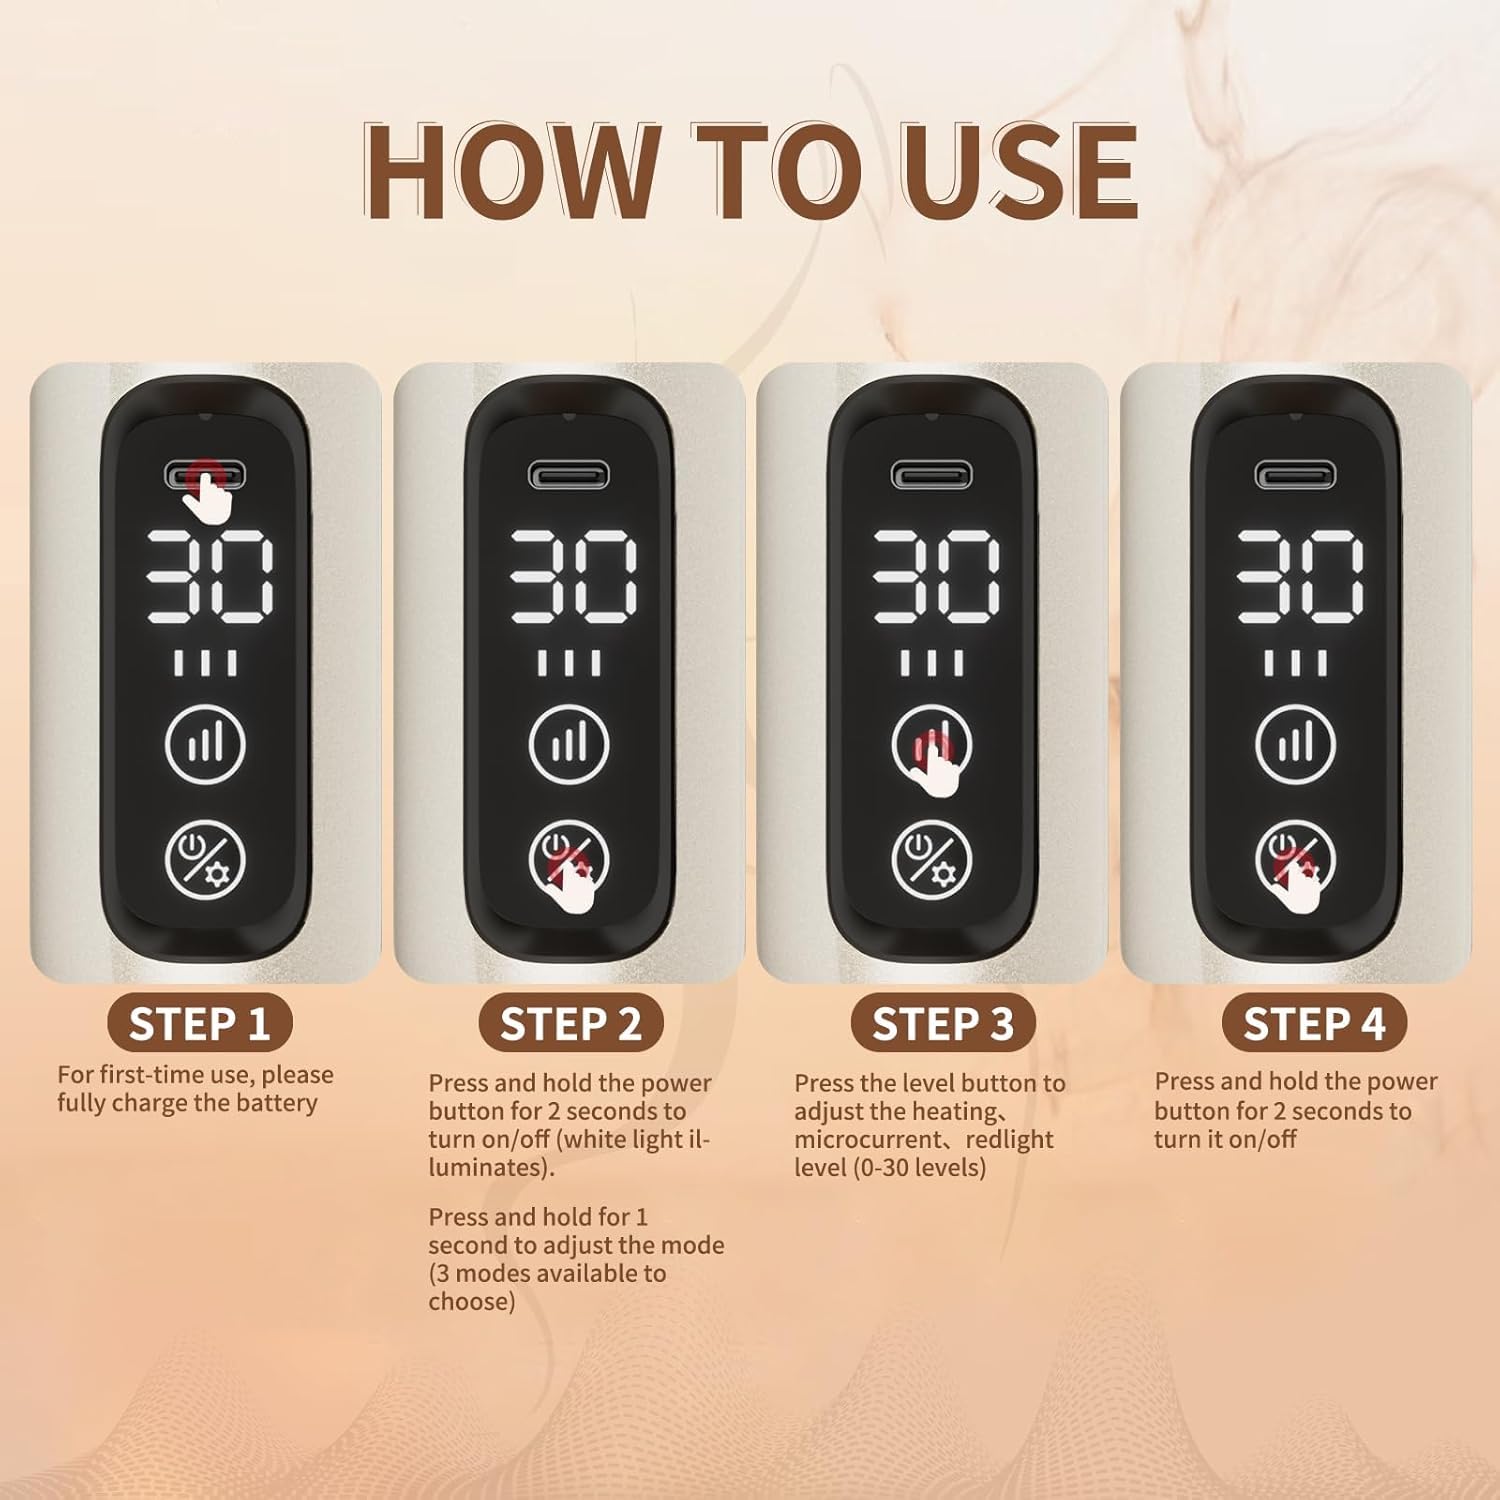 HOW TO USE
30
30
30
30
STEP 1
For first-time use, please
fully charge the battery
STEP 2
Press and hold the power
button for 2 seconds to
turn on/off (white light il-
luminates).
Press and hold for 1
second to adjust the mode
(3 modes available to
choose)
STEP 3
Press the level button to
adjust the heating、
microcurrent、redlight
level (0-30 levels)
STEP 4
Press and hold the power
button for 2 seconds to
turn it on/off